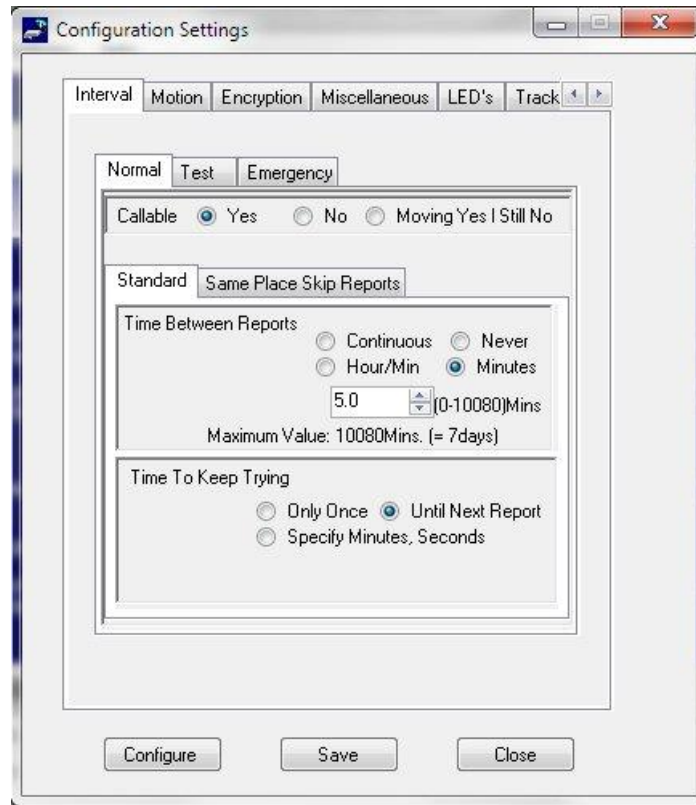 Configuration Settings
Interval Motion Encryption Miscellaneous LED's Track
Normal Test Emergency
Callable Yes No Moving Yes I Still No
Standard Same Place Skip Reports
Time Between Reports
Continuous Never
Hour/Min Minutes
5.0 (0-10080)Mins
Maximum Value: 10080Mins. (= 7days)
Time To Keep Trying
Only Once Until Next Report
Specify Minutes, Seconds
Configure Save Close